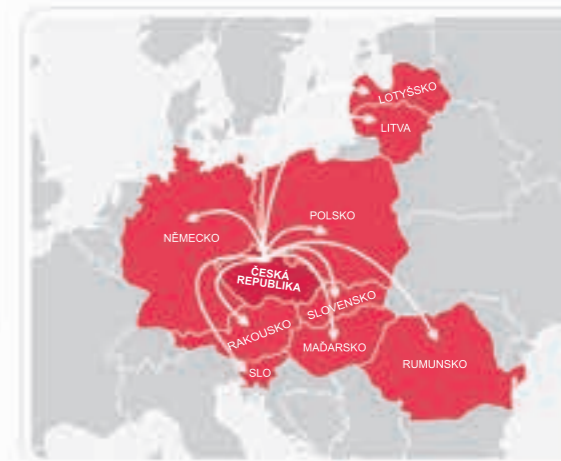 LOTYŠSKO
LITVA
POLSKO
NĚMECKO
ČESKÁ
REPUBLIKA
SLOVENSKO
RAKOUSKO
MAĎARSKO
RUMUNSKO
SLO